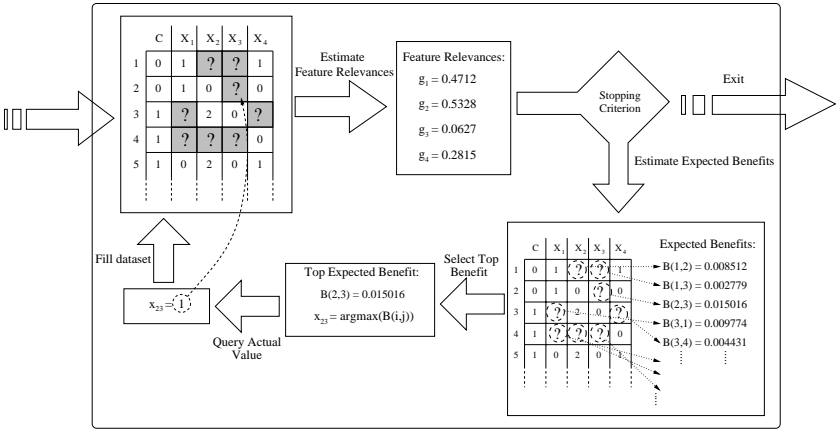 C X1 X2 X3 X4
1 0 1 ? ? 1
2 0 1 0 ? 0
3 1 ? 2 0 ?
4 1 ? ? ? 0
5 1 0 2 0 1
Estimate
Feature Relevances
Feature Relevances:
g1 = 0.4712
g2 = 0.5328
g3 = 0.0627
g4 = 0.2815
Stopping
Criterion
Exit
Estimate Expected Benefits
C X1 X2 X3 X4
1 0 1 ? ? 1
2 0 1 0 ? 0
3 1 ? 2 0 ?
4 1 ? ? ? 0
5 1 0 2 0 1
Expected Benefits:
B(1,2) = 0.008512
B(1,3) = 0.002779
B(2,3) = 0.015016
B(3,1) = 0.009774
B(3,4) = 0.004431
Select Top
Benefit
Top Expected Benefit:
B(2,3) = 0.015016
x23 = argmax(B(i,j))
Query Actual
Value
x23 = 1
Fill dataset